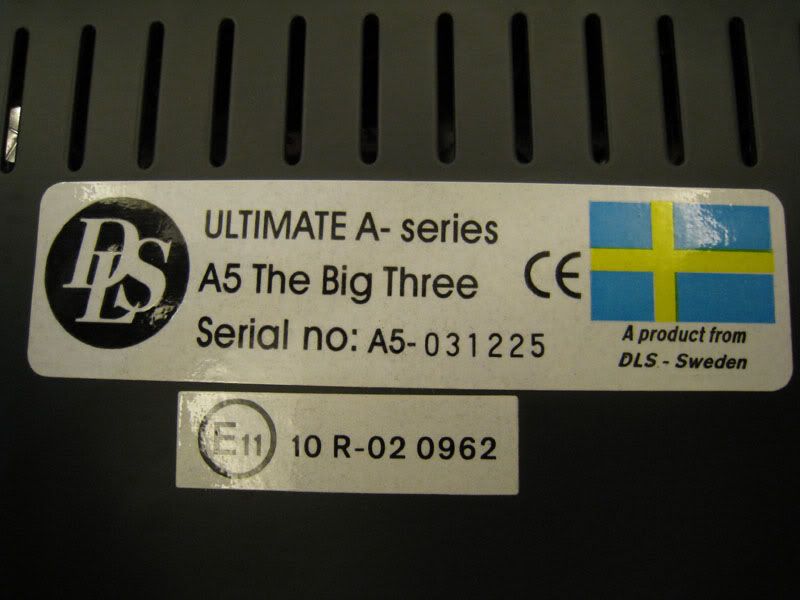 DLS
ULTIMATE A- series
A5 The Big Three
Serial no: A5-031225
CE
A product from
DLS - Sweden
E11 10 R-02 0962